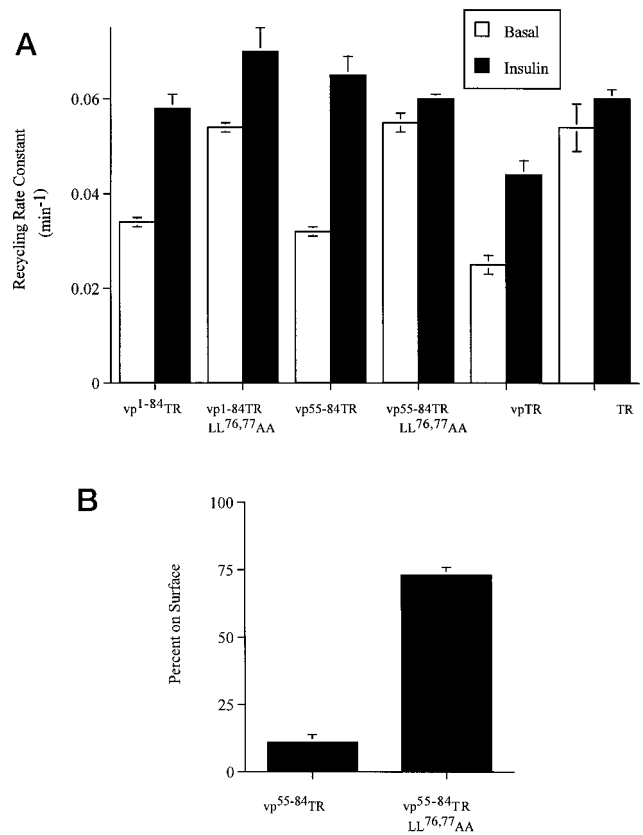 A
Basal
Insulin
Recycling Rate Constant
(min-1)
0.06
0.04
0.02
0
vp1-84TR
vp1-84TR
LL76,77AA
vp55-84TR
vp55-84TR
LL76,77AA
vpTR
TR
B
Percent on Surface
100
75
50
25
0
vp55-84TR
vp55-84TR
LL76,77AA